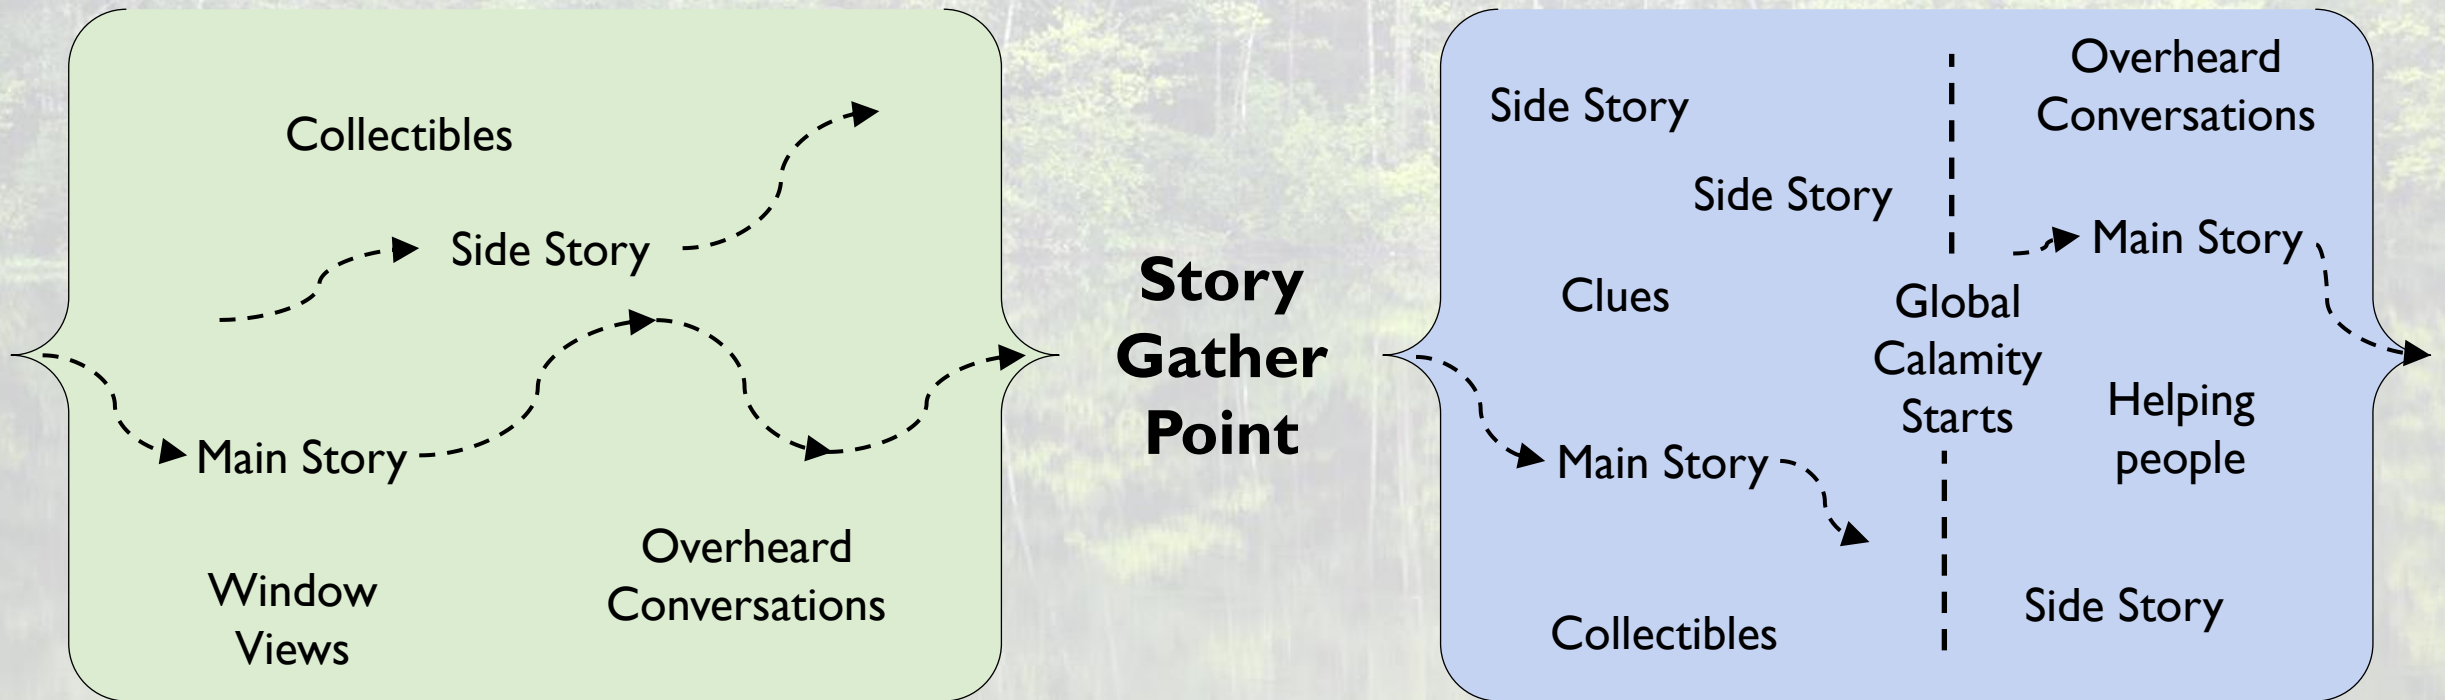 Collectibles
Side Story
Main Story
Window
Views
Overheard
Conversations
Story
Gather
Point
Side Story
Side Story
Clues
Main Story
Collectibles
Global
Calamity
Starts
Overheard
Conversations
Main Story
Helping
people
Side Story